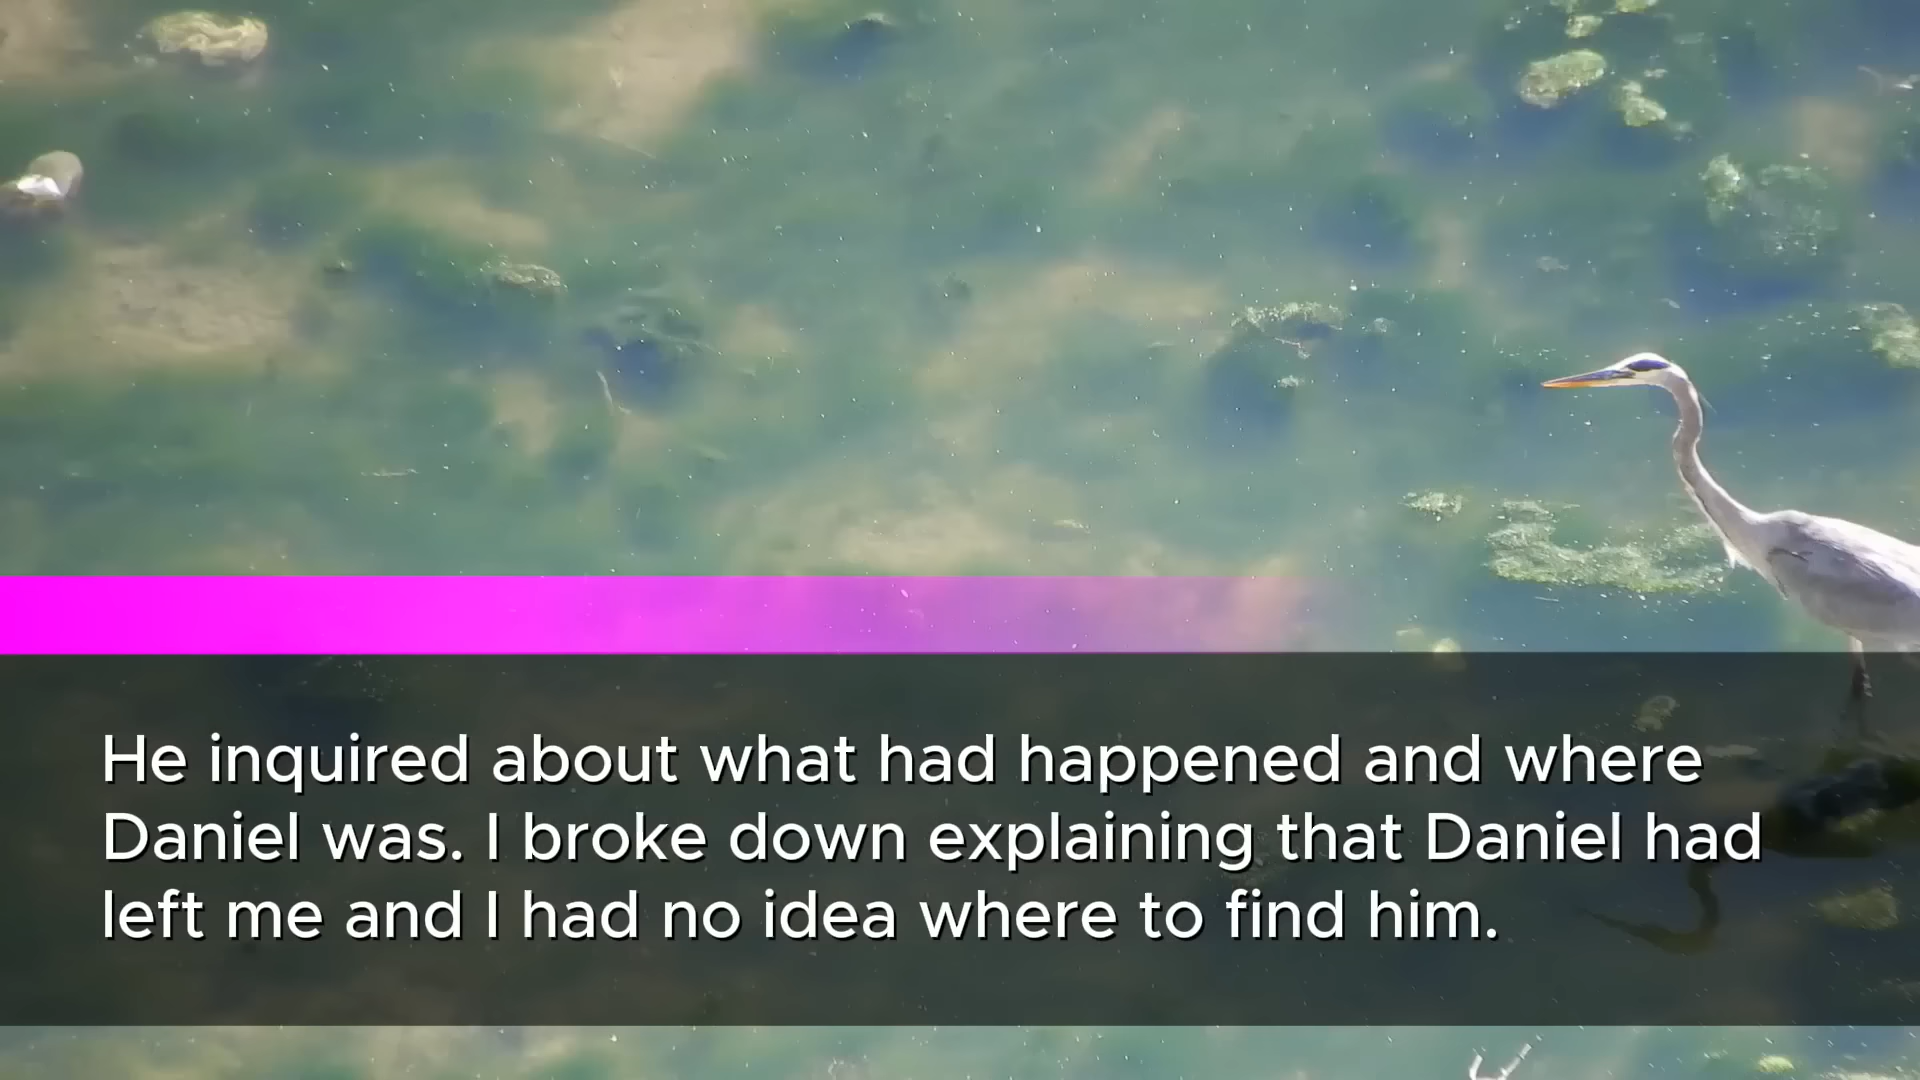 He inquired about what had happened and where
Daniel was. I broke down explaining that Daniel had
left me and I had no idea where to find him.